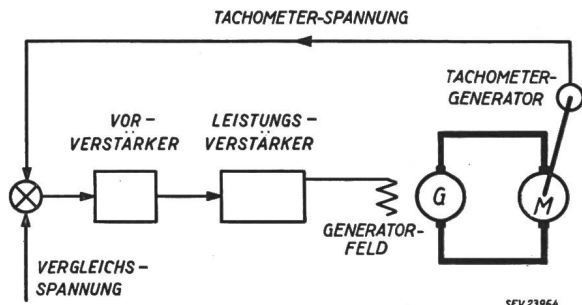 TACHOMETER-SPANNUNG
TACHOMETER-
GENERATOR
VOR-
VERSTÄRKER
LEISTUNGS-
VERSTÄRKER
G
M
GENERATOR-
FELD
VERGLEICHS-
SPANNUNG
SEV 23964